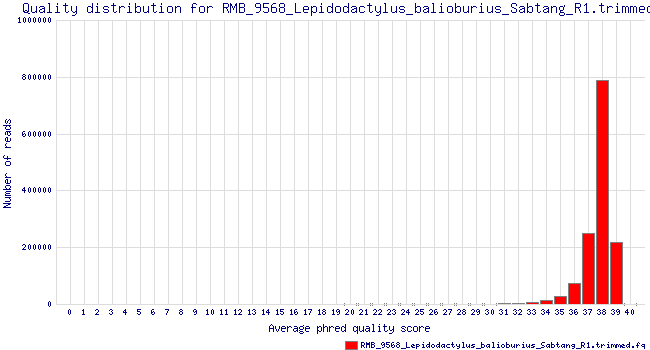 Quality distribution for RMB_9568_Lepidodactylus_balioburius_Sabtang_R1.trimmed
1000000
800000
600000
400000
200000
0
Number of reads
0 1 2 3 4 5 6 7 8 9 10 11 12 13 14 15 16 17 18 19 20 21 22 23 24 25 26 27 28 29 30 31 32 33 34 35 36 37 38 39 40
Average phred quality score
RMB_9568_Lepidodactylus_balioburius_Sabtang_R1.trimmed.fq